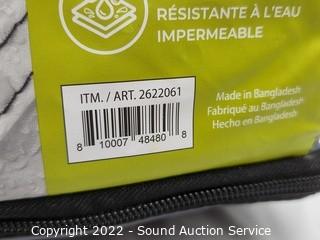 RÉSISTANTE À L'EAU
IMPERMEABLE
ITM. / ART. 2622061
8 10007 48480 8
Made in Bangladesh
Fabriqué au Bangladesh
Hecho en Bangladesh
Copyright 2022 - Sound Auction Service